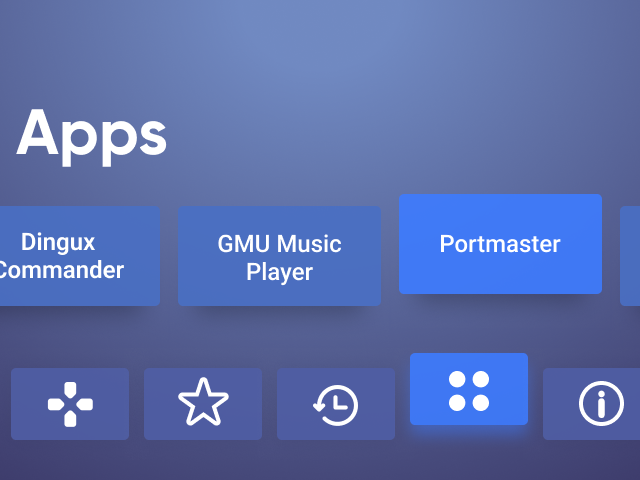 Apps
Dingux
Commander
GMU Music
Player
Portmaster